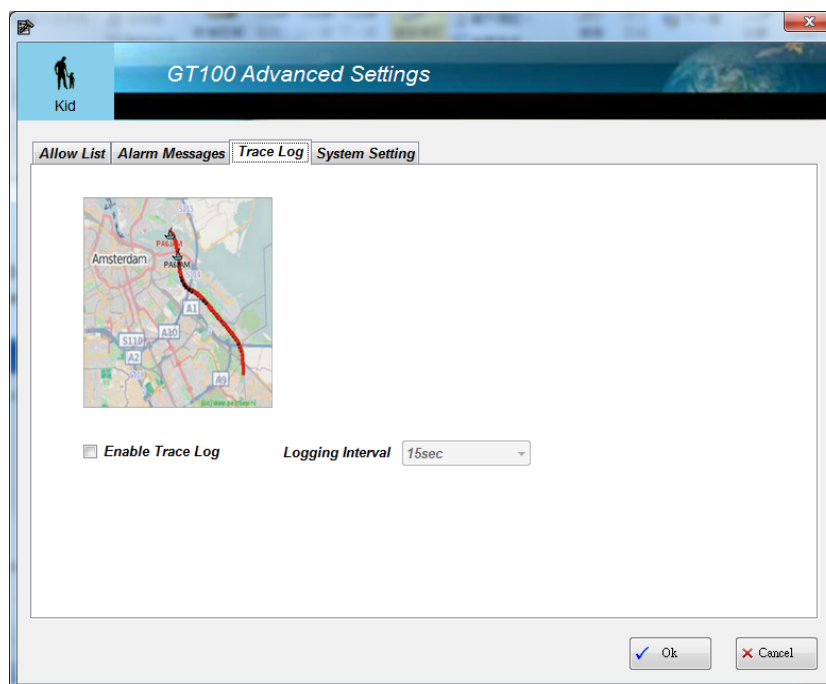 GT100 Advanced Settings
Kid
Allow List Alarm Messages Trace Log System Setting
Amsterdam
A1
S110 A10
A2
A9
Enable Trace Log Logging Interval 15sec
Ok Cancel